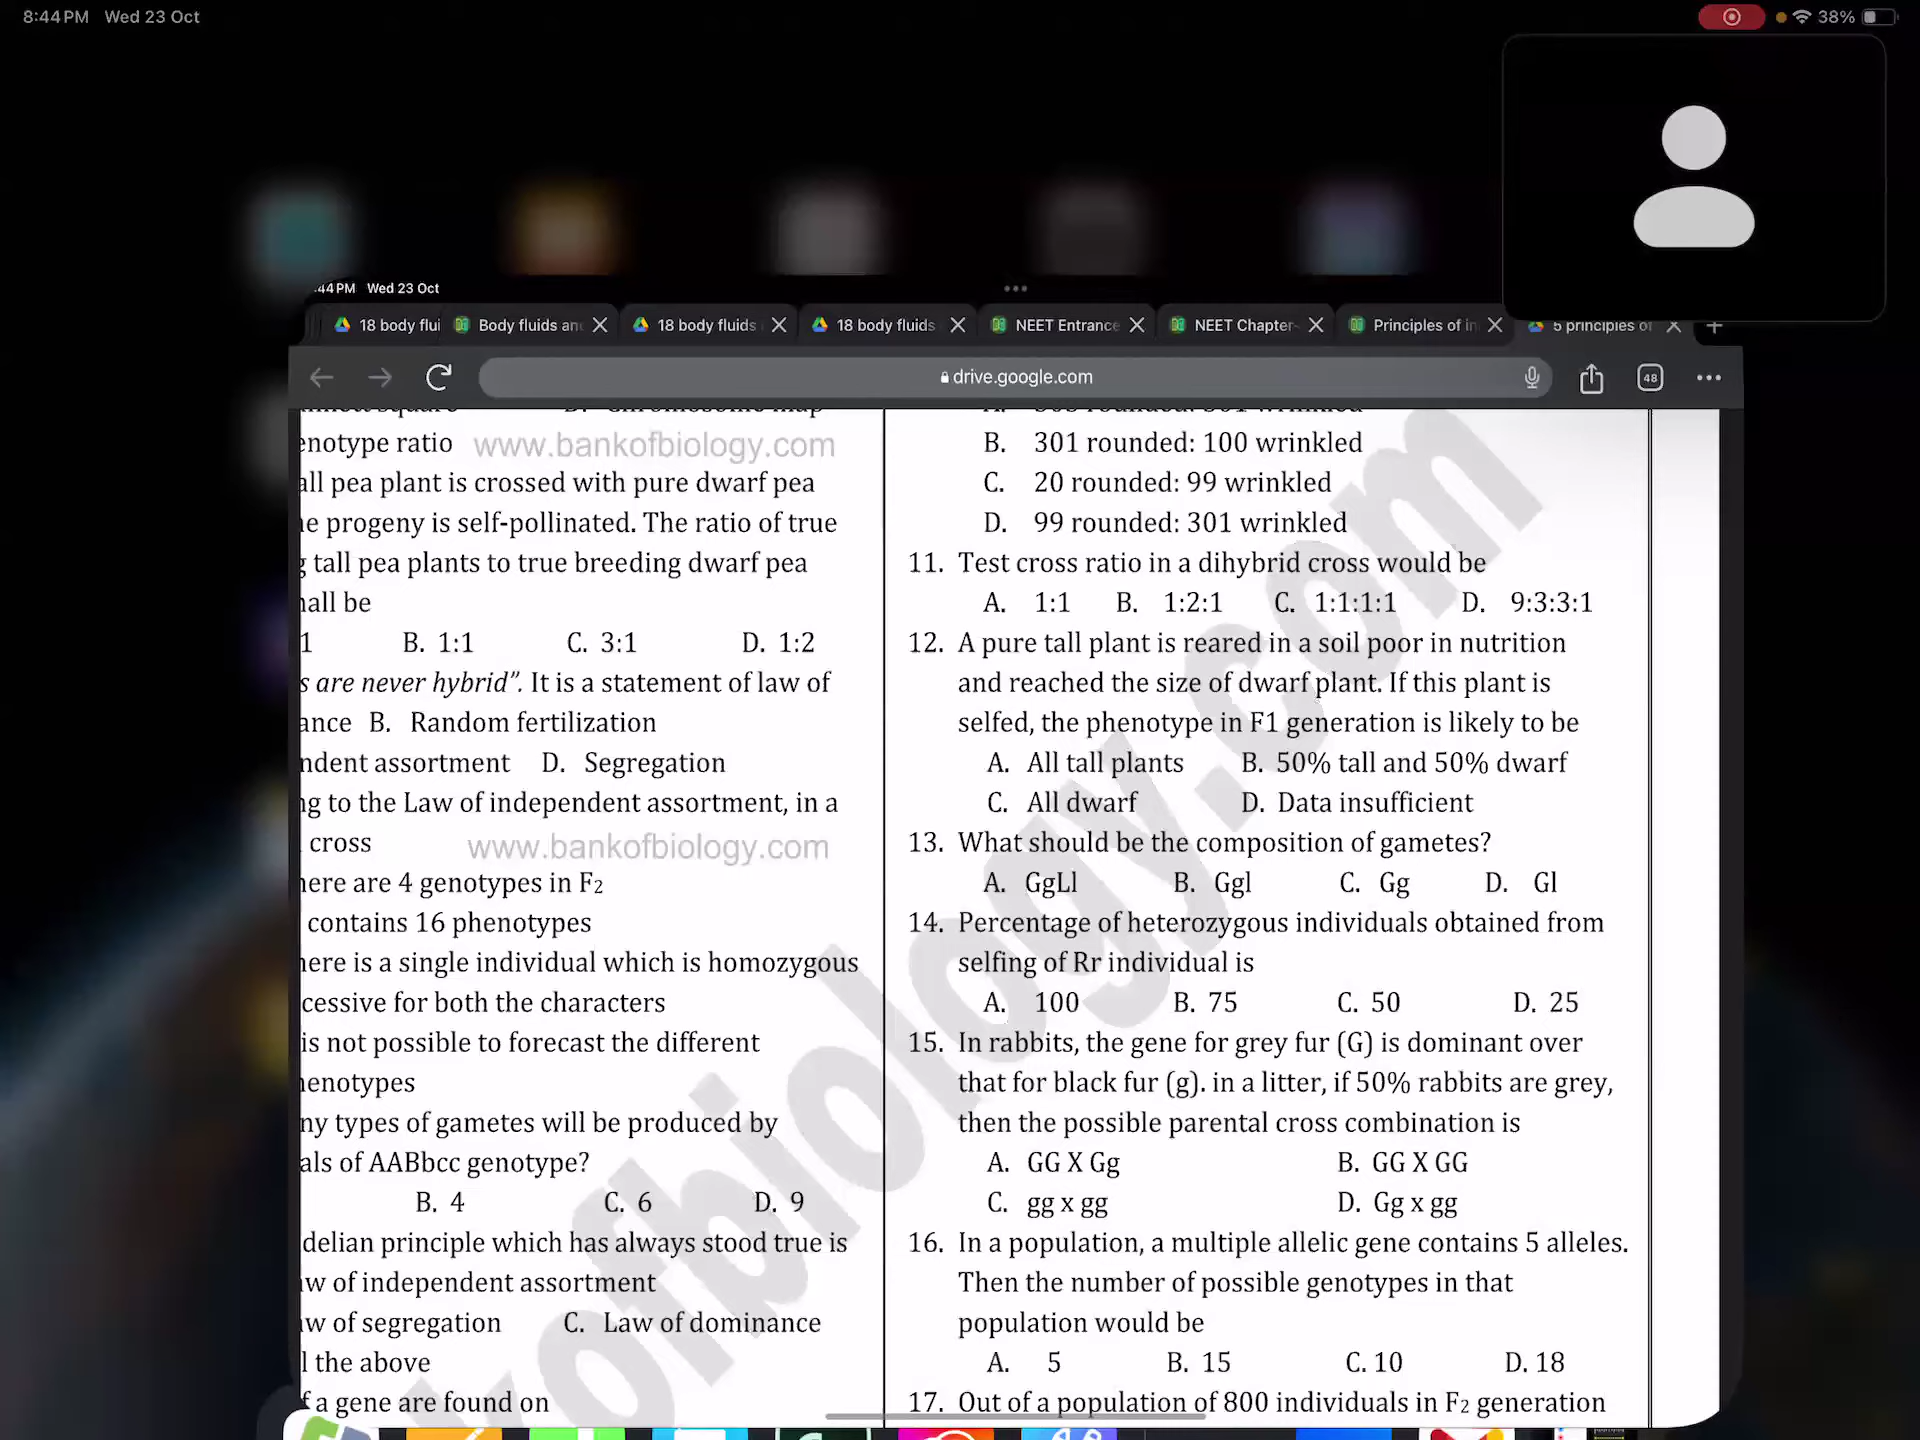 8:44 PM Wed 23 Oct
38%
44 PM Wed 23 Oct
18 body flui
Body fluids an
18 body fluids
18 body fluids
NEET Entrance
NEET Chapter-
Principles of in
5 principles of
drive.google.com
48
enotype ratio www.bankofbiology.com
all pea plant is crossed with pure dwarf pea
e progeny is self-pollinated. The ratio of true
g tall pea plants to true breeding dwarf pea
hall be
1 B. 1:1 C. 3:1 D. 1:2
s are never hybrid”. It is a statement of law of
ance B. Random fertilization
ndent assortment D. Segregation
ng to the Law of independent assortment, in a
cross www.bankofbiology.com
here are 4 genotypes in F2
contains 16 phenotypes
here is a single individual which is homozygous
cessive for both the characters
is not possible to forecast the different
henotypes
ny types of gametes will be produced by
als of AABbcc genotype?
B. 4 C. 6 D. 9
delian principle which has always stood true is
aw of independent assortment
aw of segregation C. Law of dominance
l the above
f a gene are found on
B. 301 rounded: 100 wrinkled
C. 20 rounded: 99 wrinkled
D. 99 rounded: 301 wrinkled
11. Test cross ratio in a dihybrid cross would be
A. 1:1 B. 1:2:1 C. 1:1:1:1 D. 9:3:3:1
12. A pure tall plant is reared in a soil poor in nutrition
and reached the size of dwarf plant. If this plant is
selfed, the phenotype in F1 generation is likely to be
A. All tall plants B. 50% tall and 50% dwarf
C. All dwarf D. Data insufficient
13. What should be the composition of gametes?
A. GgLl B. Ggl C. Gg D. Gl
14. Percentage of heterozygous individuals obtained from
selfing of Rr individual is
A. 100 B. 75 C. 50 D. 25
15. In rabbits, the gene for grey fur (G) is dominant over
that for black fur (g). in a litter, if 50% rabbits are grey,
then the possible parental cross combination is
A. GG X Gg B. GG X GG
C. gg x gg D. Gg x gg
16. In a population, a multiple allelic gene contains 5 alleles.
Then the number of possible genotypes in that
population would be
A. 5 B. 15 C. 10 D. 18
17. Out of a population of 800 individuals in F2 generation
kofbiology.com